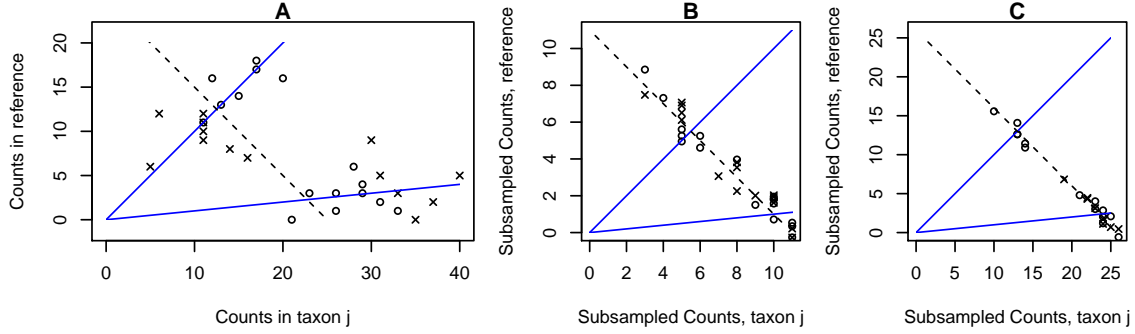 A
Counts in reference
20
15
10
5
0
0 10 20 30 40
Counts in taxon j
B
Subsampled Counts, reference
10
8
6
4
2
0
0 2 4 6 8 10
Subsampled Counts, taxon j
C
Subsampled Counts, reference
25
20
15
10
5
0
0 5 10 15 20 25
Subsampled Counts, taxon j